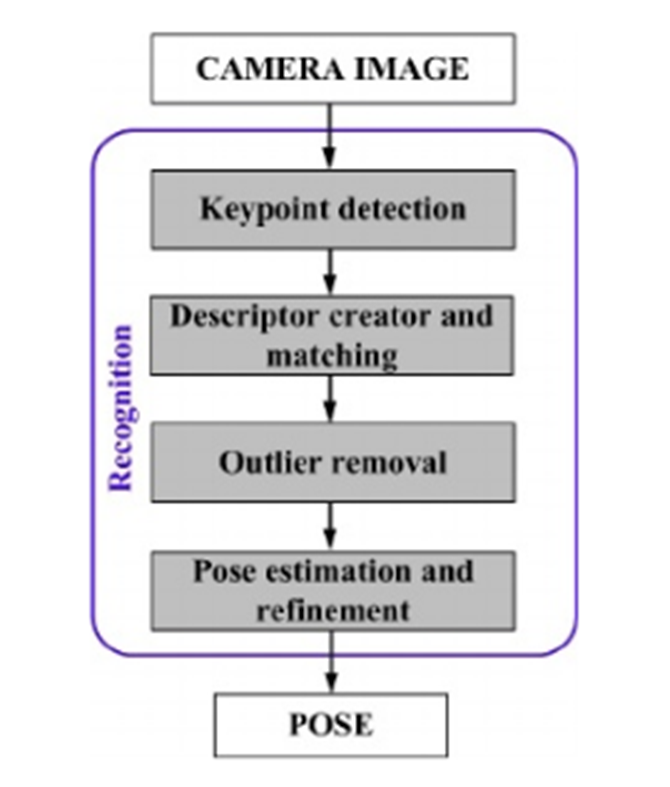 CAMERA IMAGE
Keypoint detection
Descriptor creator and
matching
Recognition
Outlier removal
Pose estimation and
refinement
POSE